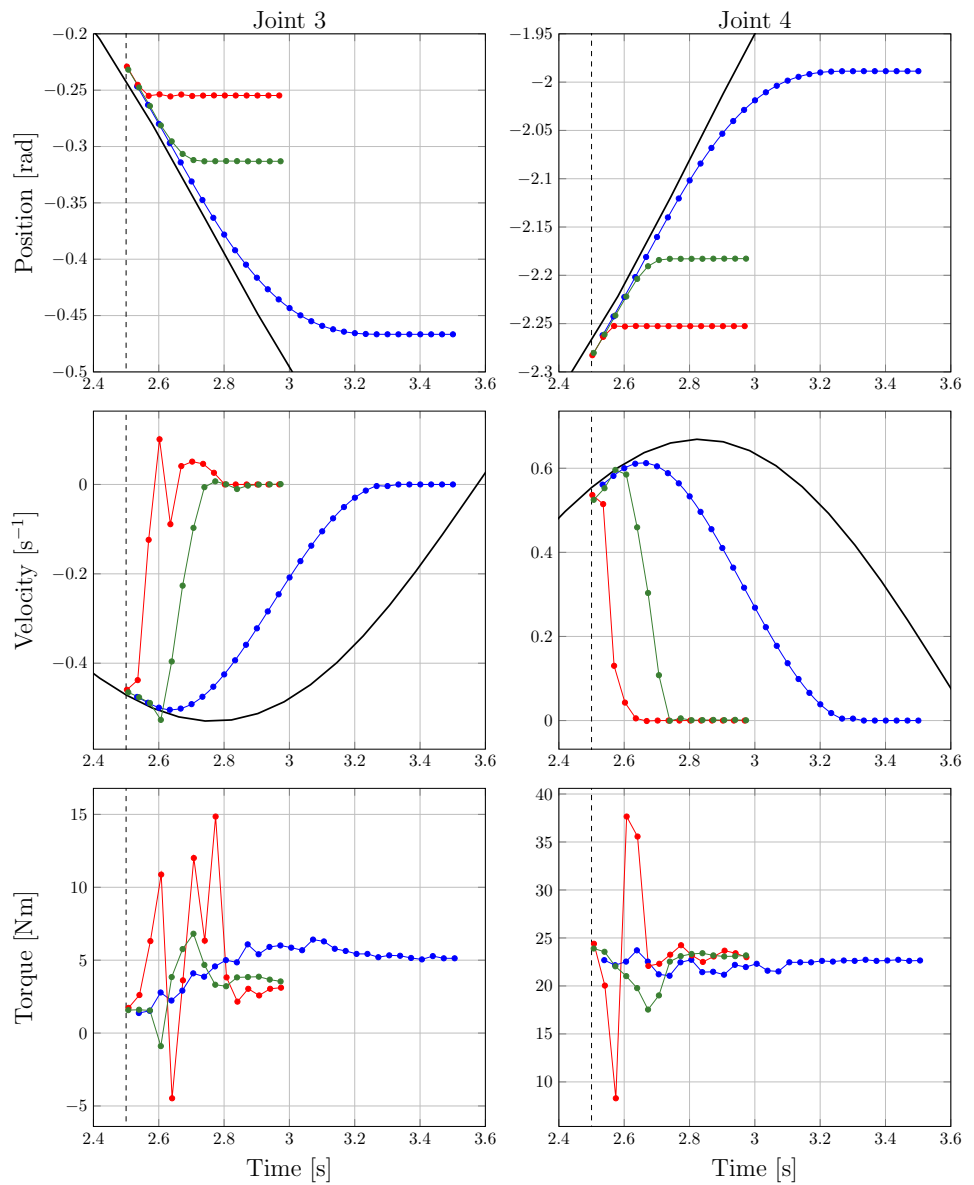 Joint 3
Joint 4
Position [rad]
−0.2
−0.25
−0.3
−0.35
−0.4
−0.45
−0.5
2.4 2.6 2.8 3 3.2 3.4 3.6
−1.95
−2
−2.05
−2.1
−2.15
−2.2
−2.25
−2.3
2.4 2.6 2.8 3 3.2 3.4 3.6
Velocity [s⁻¹]
0
−0.2
−0.4
2.4 2.6 2.8 3 3.2 3.4 3.6
0.6
0.4
0.2
0
2.4 2.6 2.8 3 3.2 3.4 3.6
Torque [Nm]
15
10
5
0
−5
2.4 2.6 2.8 3 3.2 3.4 3.6
Time [s]
40
35
30
25
20
15
10
2.4 2.6 2.8 3 3.2 3.4 3.6
Time [s]